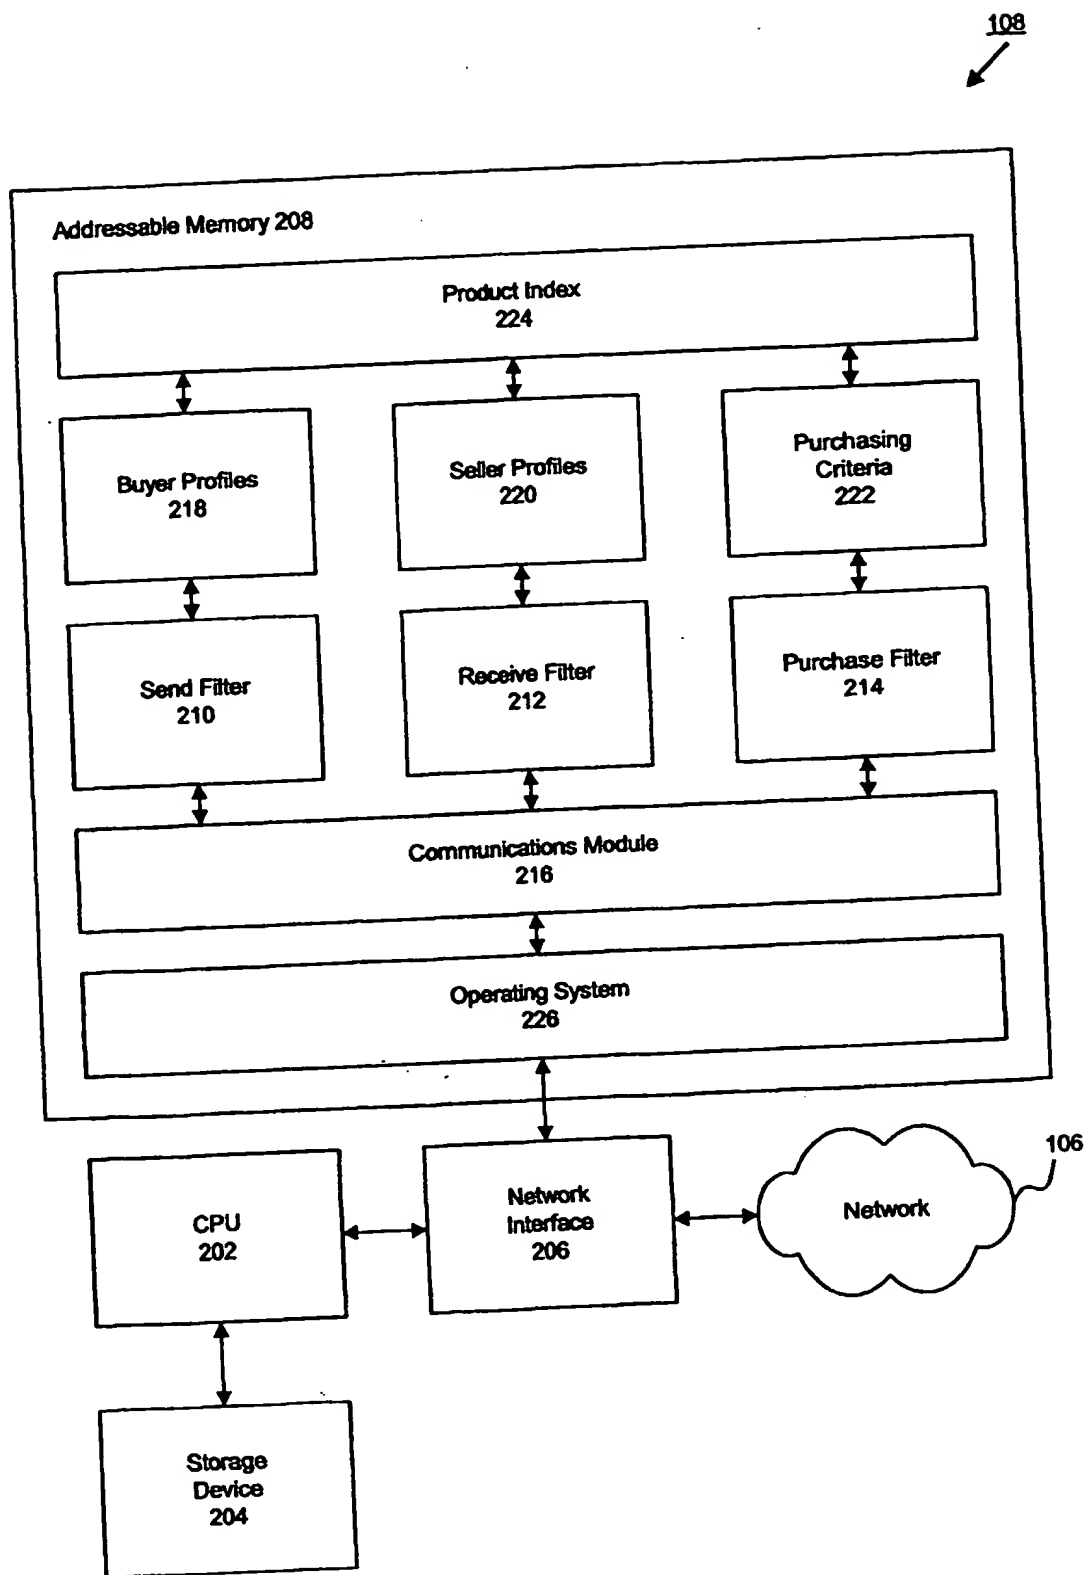 108
Addressable Memory 208
Product Index
224
Buyer Profiles
218
Seller Profiles
220
Purchasing
Criteria
222
Send Filter
210
Receive Filter
212
Purchase Filter
214
Communications Module
216
Operating System
226
CPU
202
Network
Interface
206
Network
106
Storage
Device
204